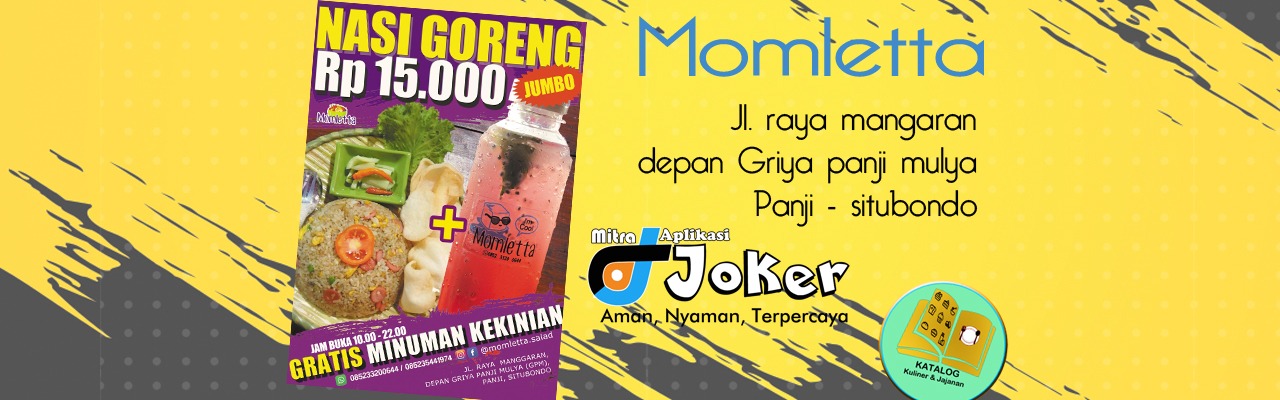 NASI GORENG
Rp 15.000
JUMBO
Momletta
+
I'm Cool
Momletta
JAM BUKA 10.00 - 22.00
GRATIS MINUMAN KEKINIAN
085233200644 / 085235441974 @momletta.salad
JL. RAYA MANGGARAN,
DEPAN GRIYA PANJI MULYA (GPM),
PANJI, SITUBONDO
Momletta
Jl. raya mangaran
depan Griya panji mulya
Panji - situbondo
Mitra Aplikasi
JoKer
Aman, Nyaman, Terpercaya
KATALOG
Kuliner & Jajanan